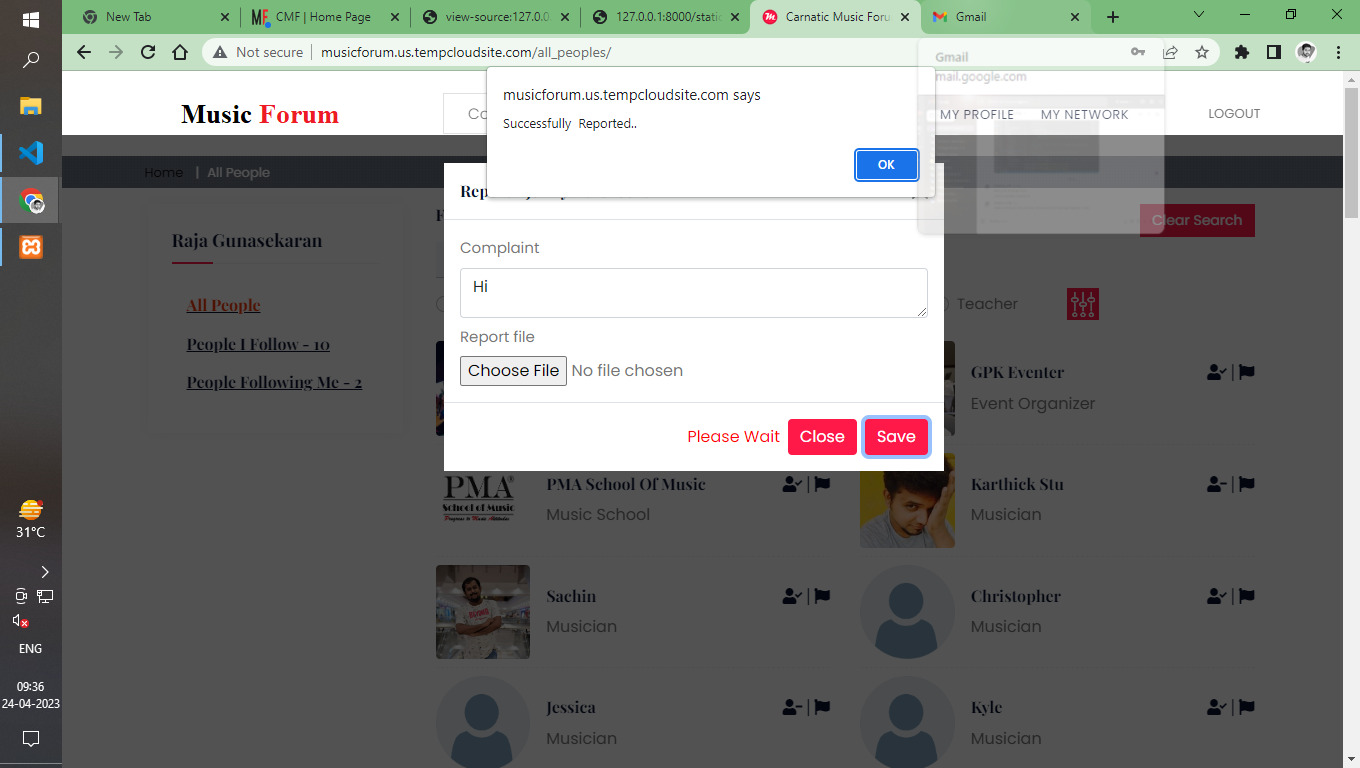 New Tab
CMF | Home Page
view-source:127.0.0
127.0.0.1:8000/static
Carnatic Music Forum
Gmail
Not secure
musicforum.us.tempcloudsite.com/all_peoples/
Gmail
mail.google.com
musicforum.us.tempcloudsite.com says
Successfully Reported..
OK
Music Forum
MY PROFILE
MY NETWORK
LOGOUT
Home | All People
Clear Search
Raja Gunasekaran
All People
People I Follow - 10
People Following Me - 2
Complaint
Hi
Report file
Choose File No file chosen
Please Wait
Close
Save
Teacher
GPK Eventer
Event Organizer
PMA
School of Music
PMA School Of Music
Music School
Karthick Stu
Musician
Sachin
Musician
Christopher
Musician
Jessica
Musician
Kyle
Musician
31°C
ENG
09:36
24-04-2023